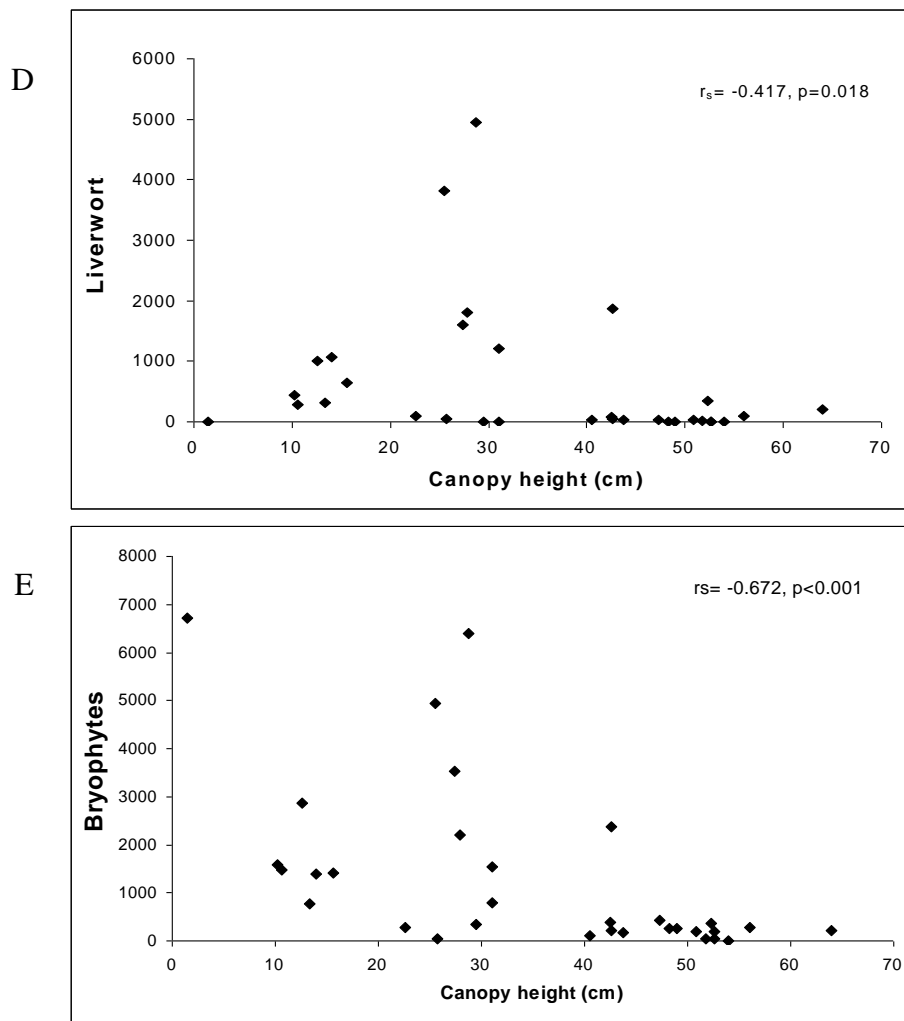 D
6000
5000
4000
3000
2000
1000
0
Liverwort
rₛ= -0.417, p=0.018
0 10 20 30 40 50 60 70
Canopy height (cm)
E
8000
7000
6000
5000
4000
3000
2000
1000
0
Bryophytes
rs= -0.672, p<0.001
0 10 20 30 40 50 60 70
Canopy height (cm)